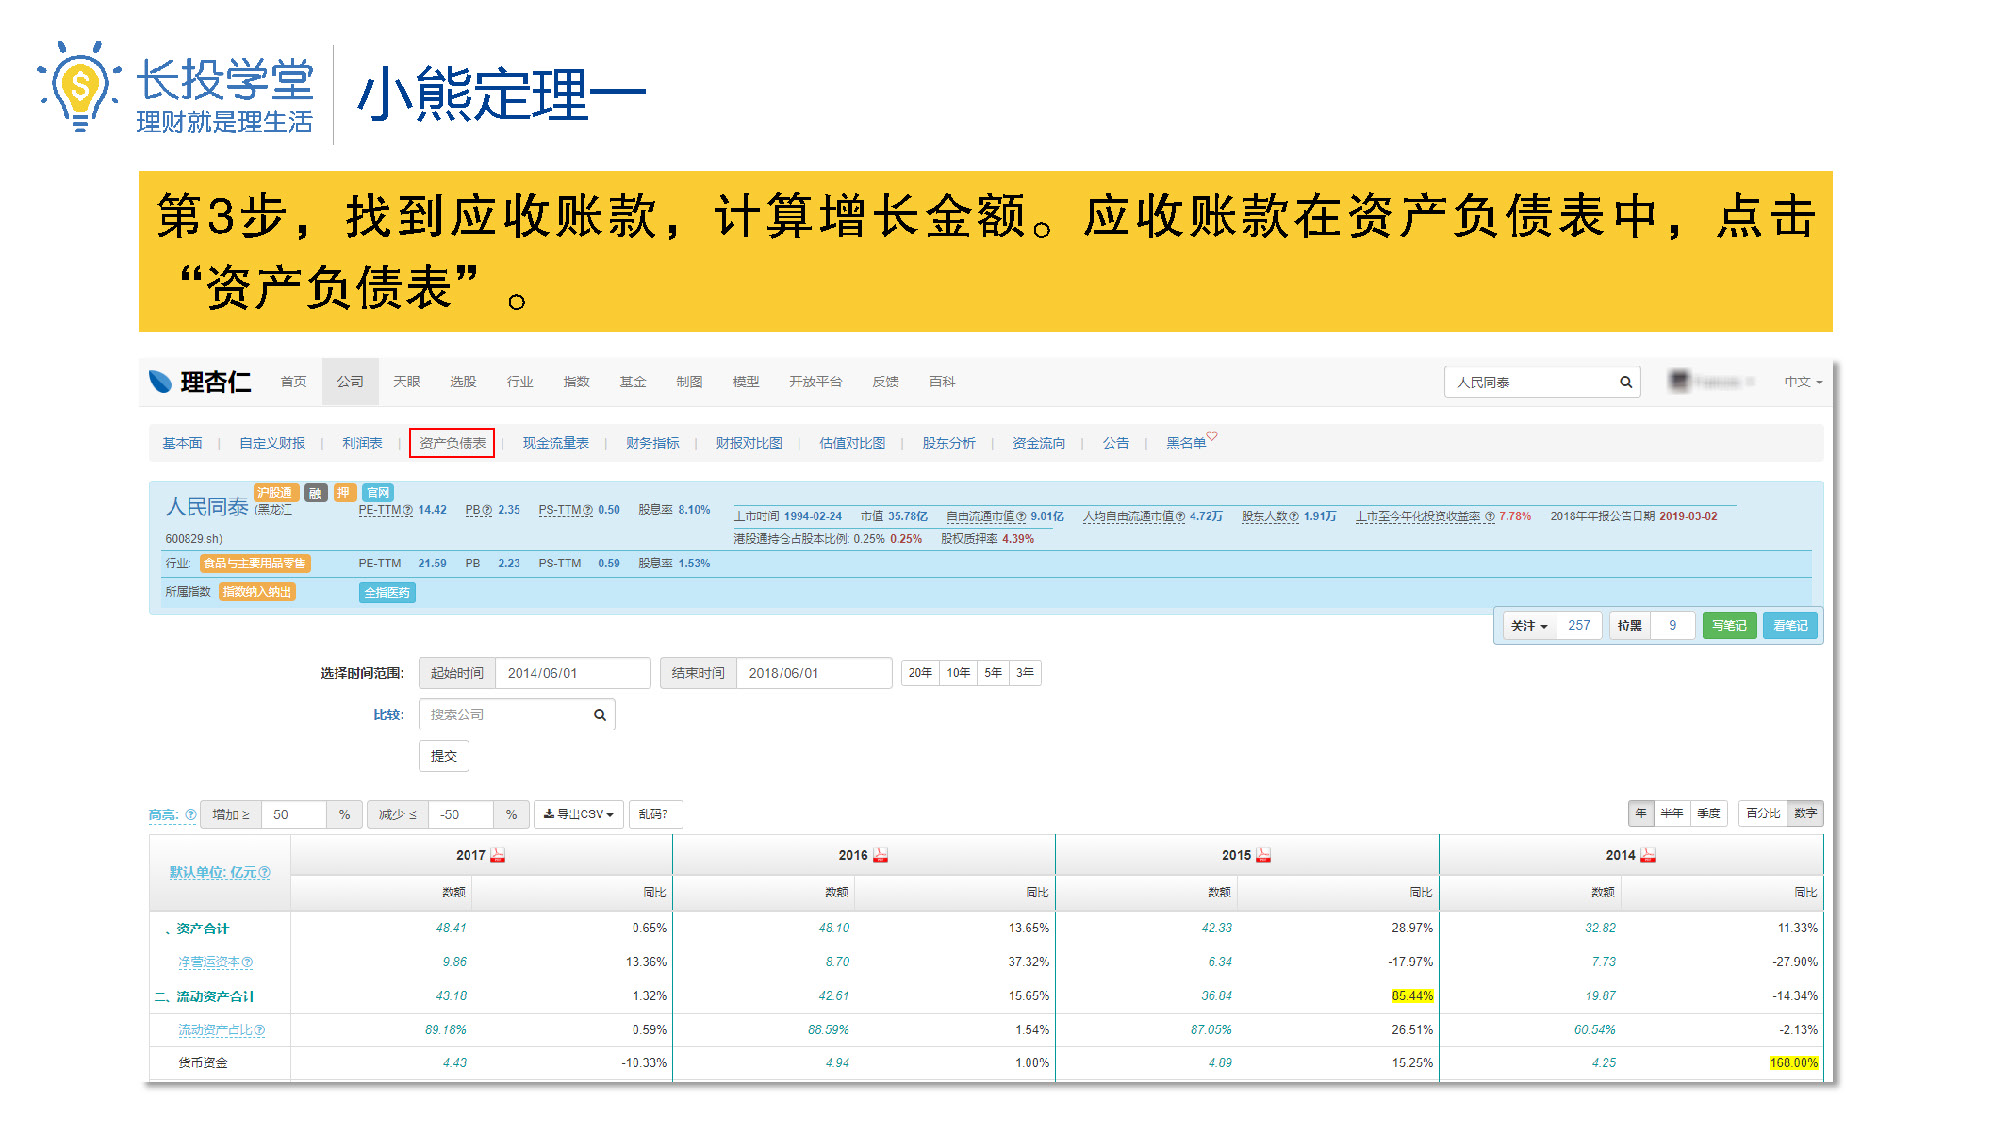 长投学堂
理财就是理生活
小熊定理一
第3步，找到应收账款，计算增长金额。应收账款在资产负债表中，点击
“资产负债表”。
理杏仁 首页 公司 天眼 选股 行业 指数 基金 制图 模型 开放平台 反馈 百科 人民同泰 中文
基本面 | 自定义财报 | 利润表 | 资产负债表 | 现金流量表 | 财务指标 | 财报对比图 | 估值对比图 | 股东分析 | 资金流向 | 公告 | 黑名单
沪股通 融 押 官网
人民同泰 (黑龙江 PE-TTM 14.42 PB 2.35 PS-TTM 0.50 股息率 8.10%
上市时间 1994-02-24 市值 35.78亿 自由流通市值 9.01亿 人均自由流通市值 4.72万 股东人数 1.91万 上市至今年化投资收益率 7.78% 2018年年报公告日期 2019-03-02
600829.sh) 港股通持仓占股本比例: 0.25% 0.25% 股权质押率 4.39%
行业: 食品与主要用品零售 PE-TTM 21.59 PB 2.23 PS-TTM 0.59 股息率 1.53%
所属指数 指数纳入纳出 全指医药
关注 257 拉黑 9 写笔记 看笔记
选择时间范围: 起始时间 2014/06/01 结束时间 2018/06/01 20年 10年 5年 3年
比较: 搜索公司
提交
高亮: 增加 ≥ 50 % 减少 ≤ -50 % 导出CSV 乱码? 年 半年 季度 百分比 数字
默认单位: 亿元 2017 2016 2015 2014
数额 同比 数额 同比 数额 同比 数额 同比
、资产合计 48.41 0.65% 48.10 13.65% 42.33 28.97% 32.82 11.33%
净营运资本 9.86 13.36% 8.70 37.32% 6.34 -17.97% 7.73 -27.90%
二、流动资产合计 43.18 1.32% 42.61 15.65% 36.84 85.44% 19.87 -14.34%
流动资产占比 89.18% 0.59% 88.59% 1.54% 87.05% 26.51% 60.54% -2.13%
货币资金 4.43 -10.33% 4.94 1.00% 4.89 15.25% 4.25 168.00%